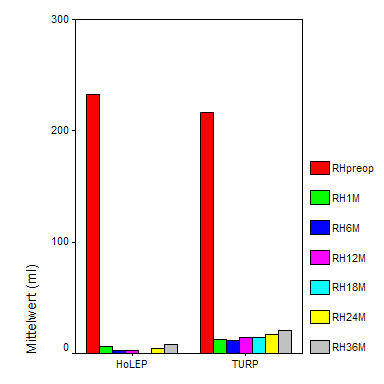 300
200
100
0
Mittelwert (ml)
HoLEP
TURP
RHpreop
RH1M
RH6M
RH12M
RH18M
RH24M
RH36M